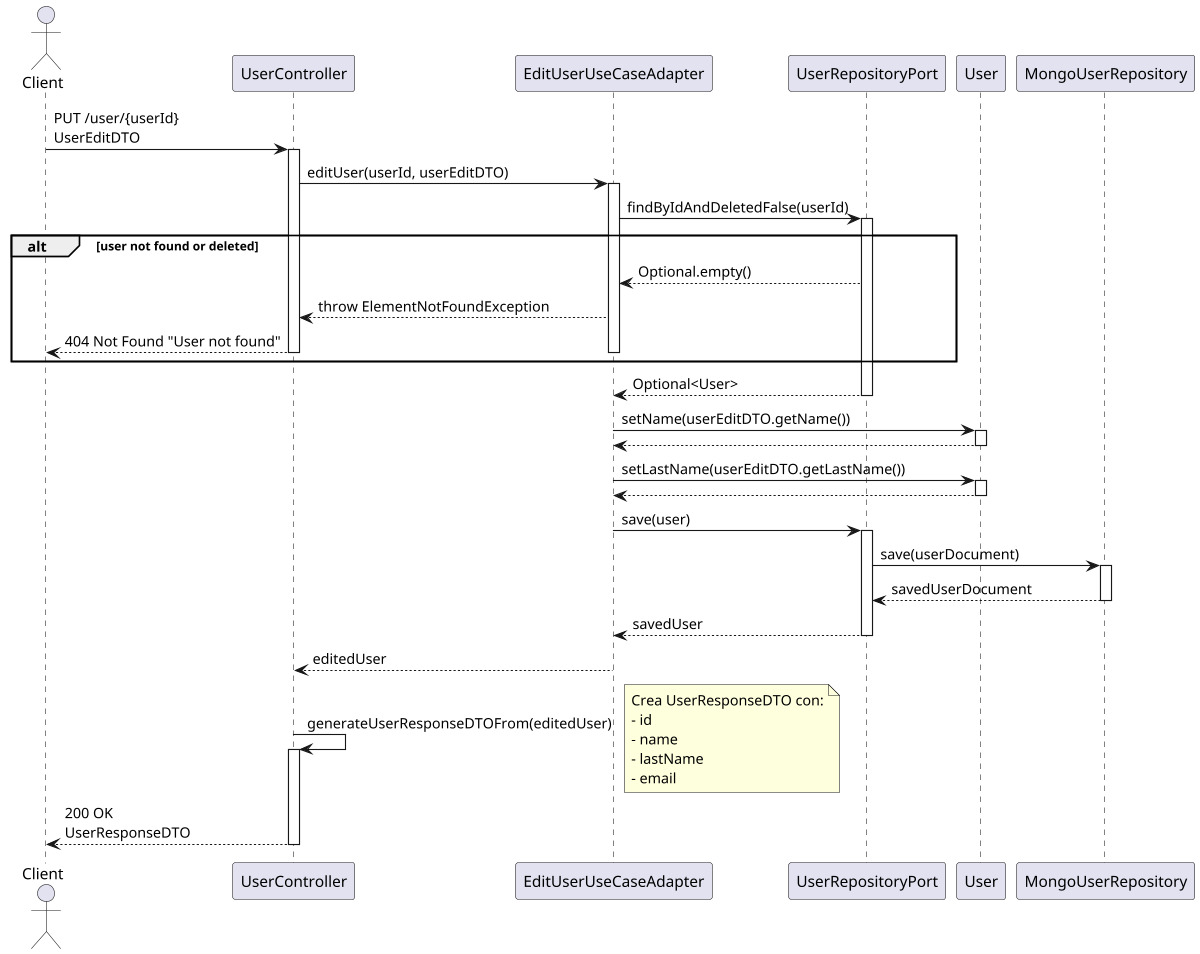 Client
UserController
EditUserUseCaseAdapter
UserRepositoryPort
User
MongoUserRepository
PUT /user/{userId}
UserEditDTO
editUser(userId, userEditDTO)
findByIdAndDeletedFalse(userId)
alt
[user not found or deleted]
Optional.empty()
throw ElementNotFoundException
404 Not Found "User not found"
Optional<User>
setName(userEditDTO.getName())
setLastName(userEditDTO.getLastName())
save(user)
save(userDocument)
savedUserDocument
savedUser
editedUser
generateUserResponseDTOFrom(editedUser)
Crea UserResponseDTO con:
- id
- name
- lastName
- email
200 OK
UserResponseDTO
Client
UserController
EditUserUseCaseAdapter
UserRepositoryPort
User
MongoUserRepository